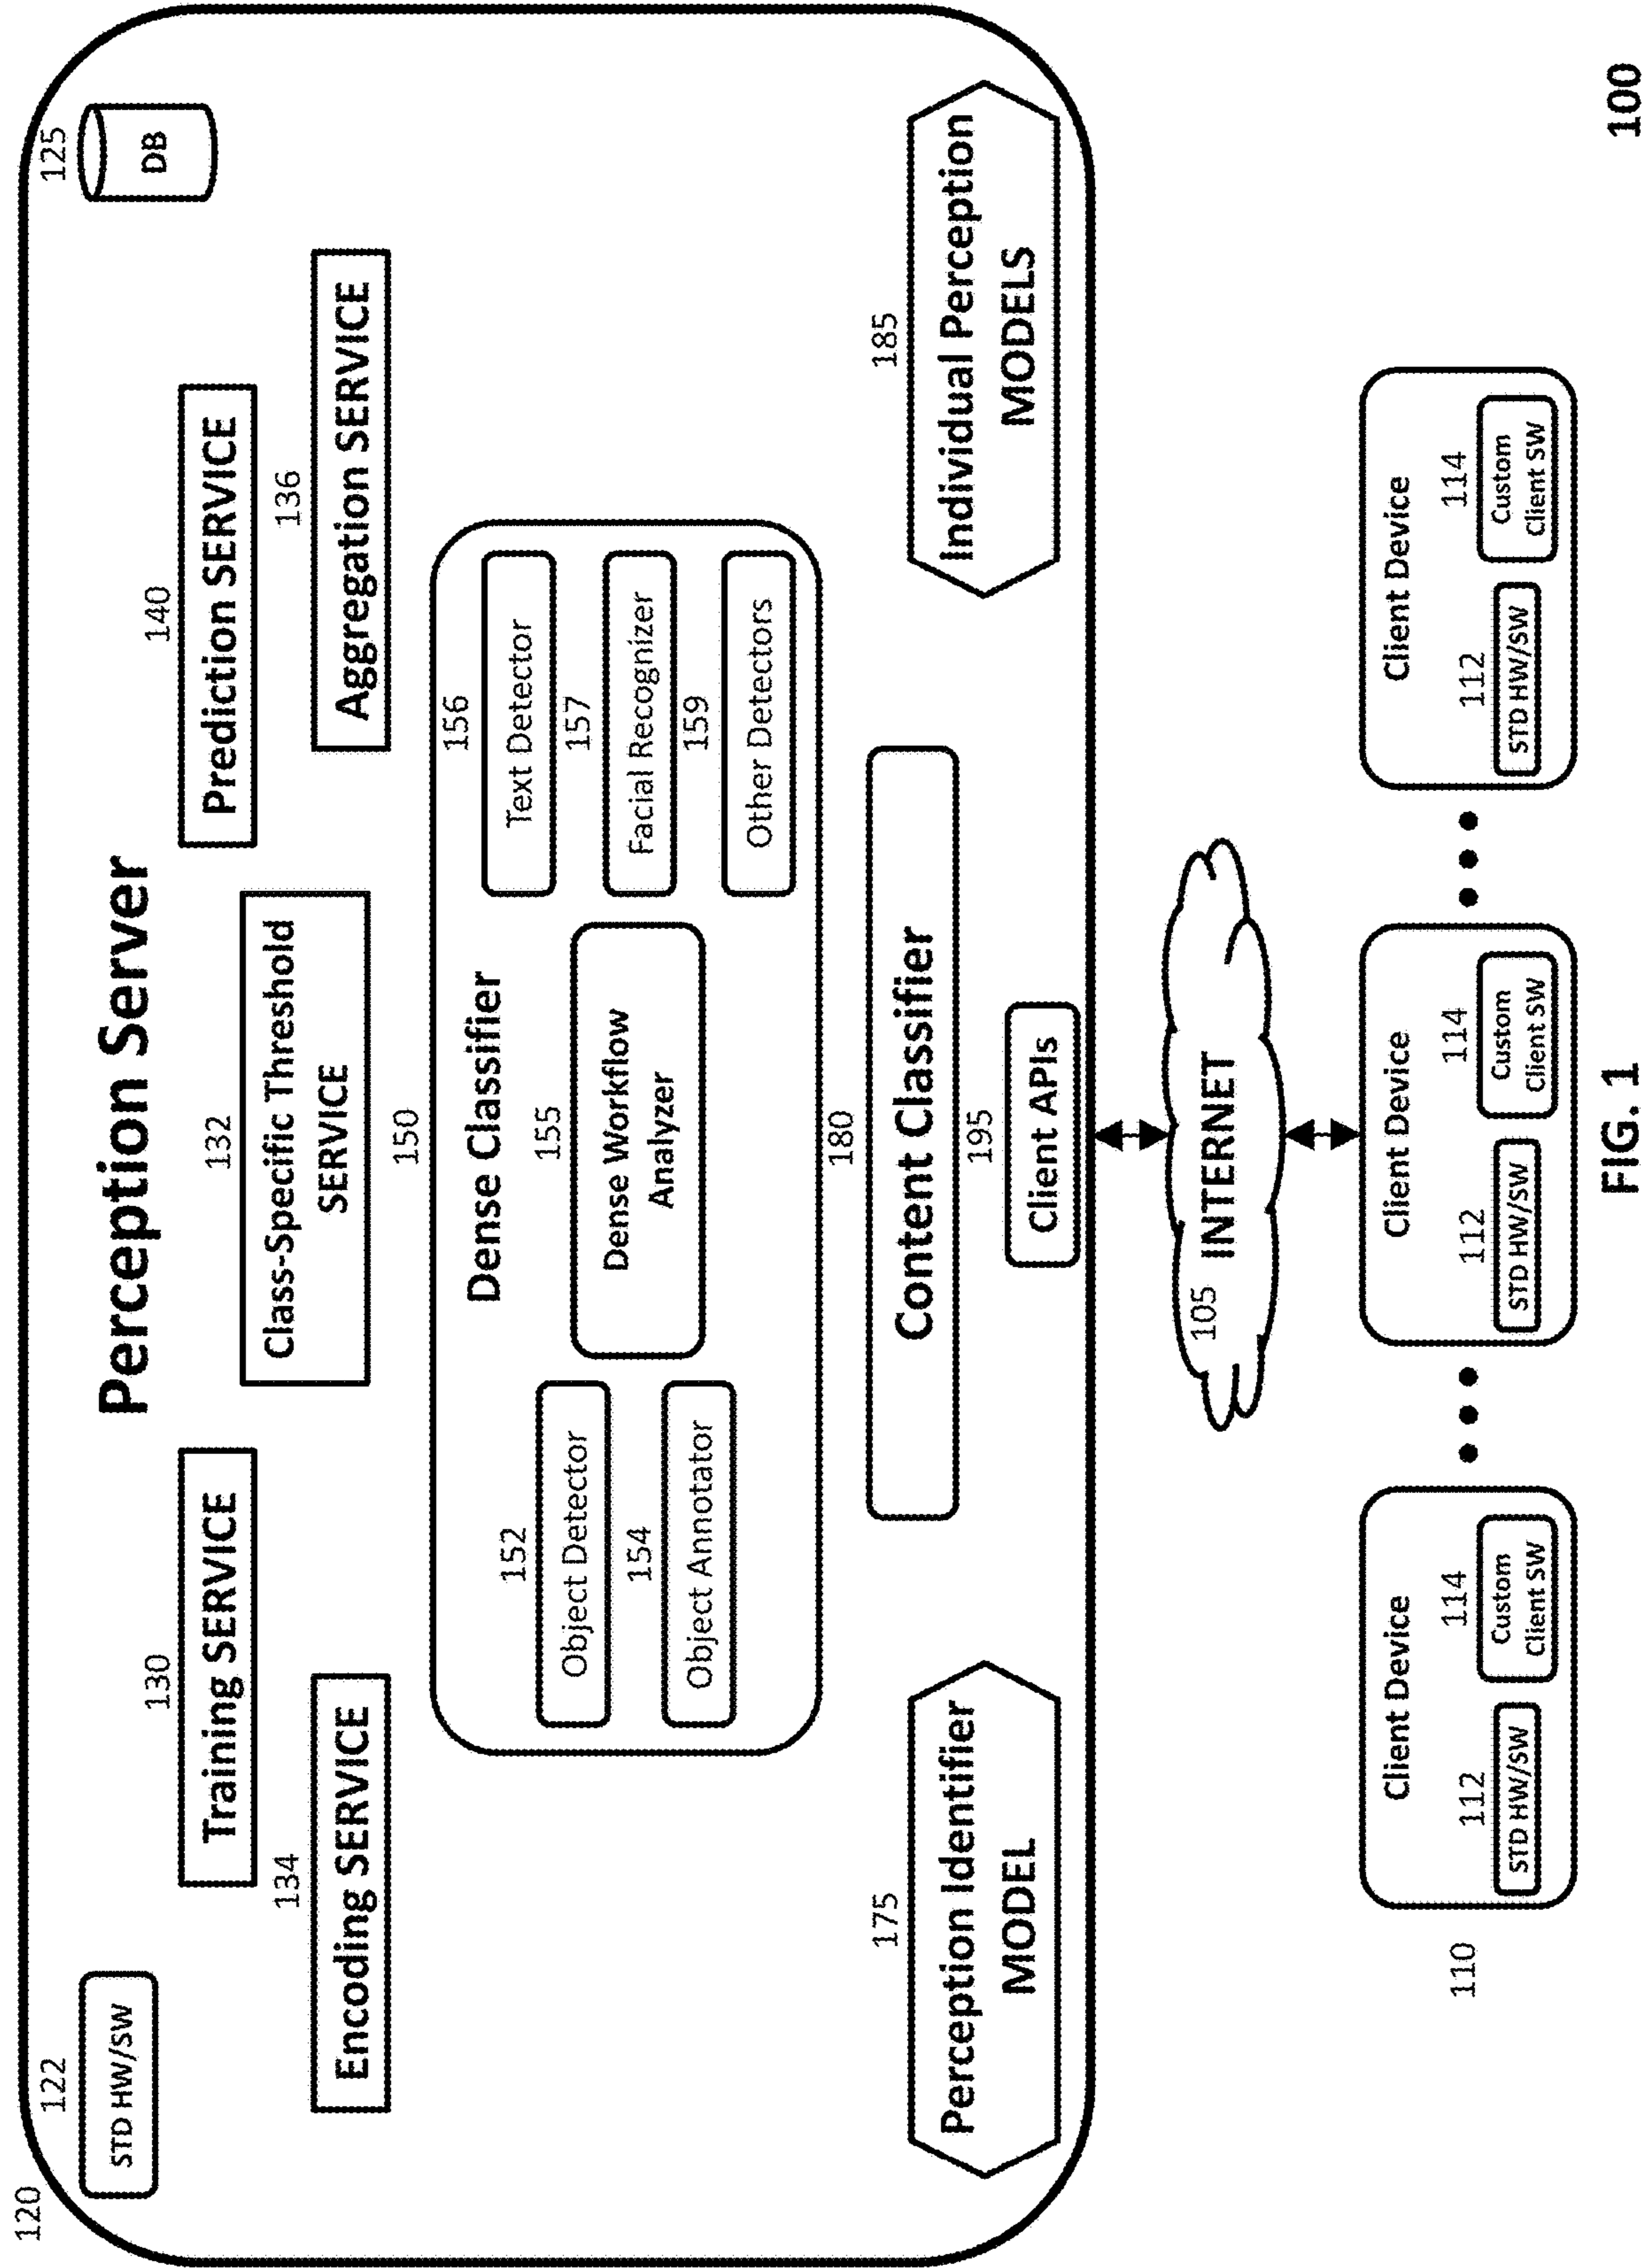 120
122
STD HW/SW
125
DB
Perception Server
130
Training SERVICE
132
Class-Specific Threshold
SERVICE
140
Prediction SERVICE
134
Encoding SERVICE
136
Aggregation SERVICE
150
Dense Classifier
152
Object Detector
154
Object Annotator
155
Dense Workflow
Analyzer
156
Text Detector
157
Facial Recognizer
159
Other Detectors
175
Perception Identifier
MODEL
180
Content Classifier
185
Individual Perception
MODELS
195
Client APIs
105
INTERNET
110
Client Device
112
STD HW/SW
114
Custom
Client SW
Client Device
112
STD HW/SW
114
Custom
Client SW
Client Device
112
STD HW/SW
114
Custom
Client SW
FIG. 1
100